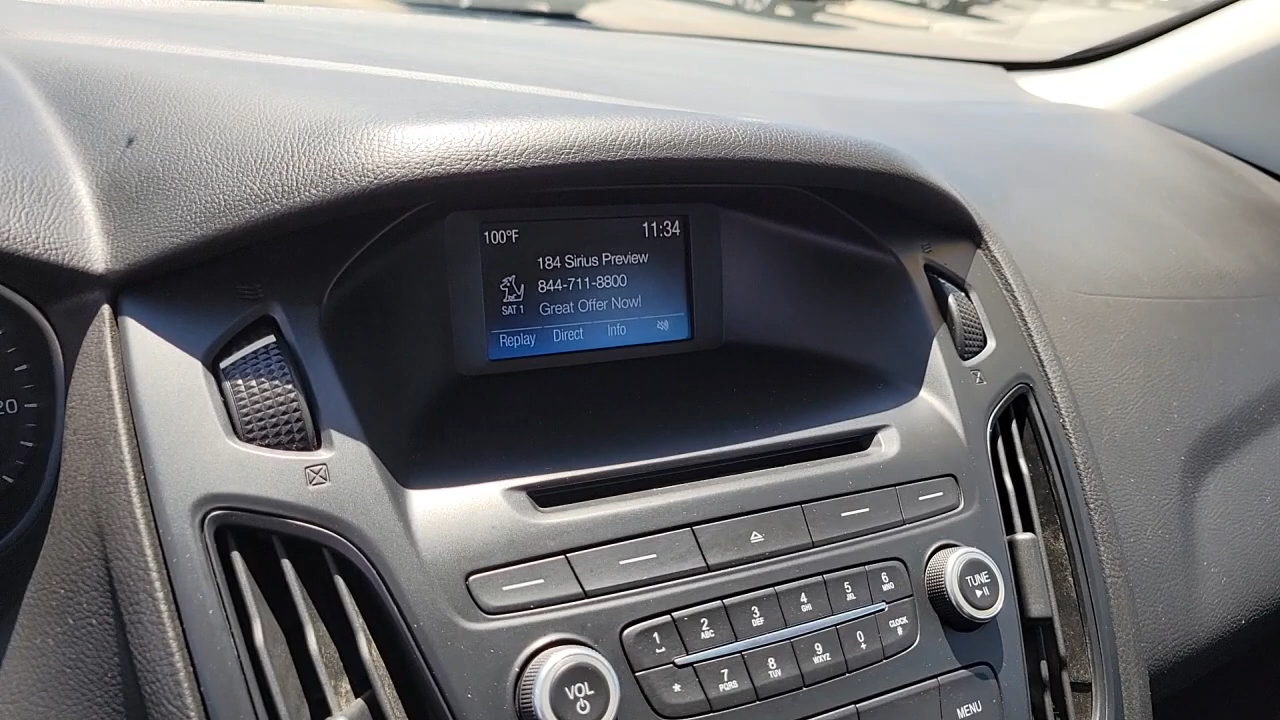 100°F 11:34
184 Sirius Preview
844-711-8800
SAT 1 Great Offer Now!
Replay Direct Info
20
1 2 ABC 3 DEF 4 GHI 5 JKL 6 MNO
* 7 PQRS 8 TUV 9 WXYZ 0 + CLOCK #
TUNE
VOL
MENU